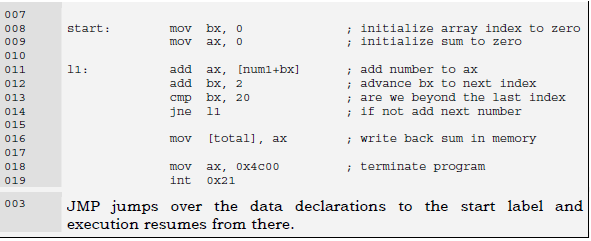 007
008 start: mov bx, 0 ; initialize array index to zero
009 mov ax, 0 ; initialize sum to zero
010
011 l1: add ax, [num1+bx] ; add number to ax
012 add bx, 2 ; advance bx to next index
013 cmp bx, 20 ; are we beyond the last index
014 jne l1 ; if not add next number
015
016 mov [total], ax ; write back sum in memory
017
018 mov ax, 0x4c00 ; terminate program
019 int 0x21
003 JMP jumps over the data declarations to the start label and
execution resumes from there.